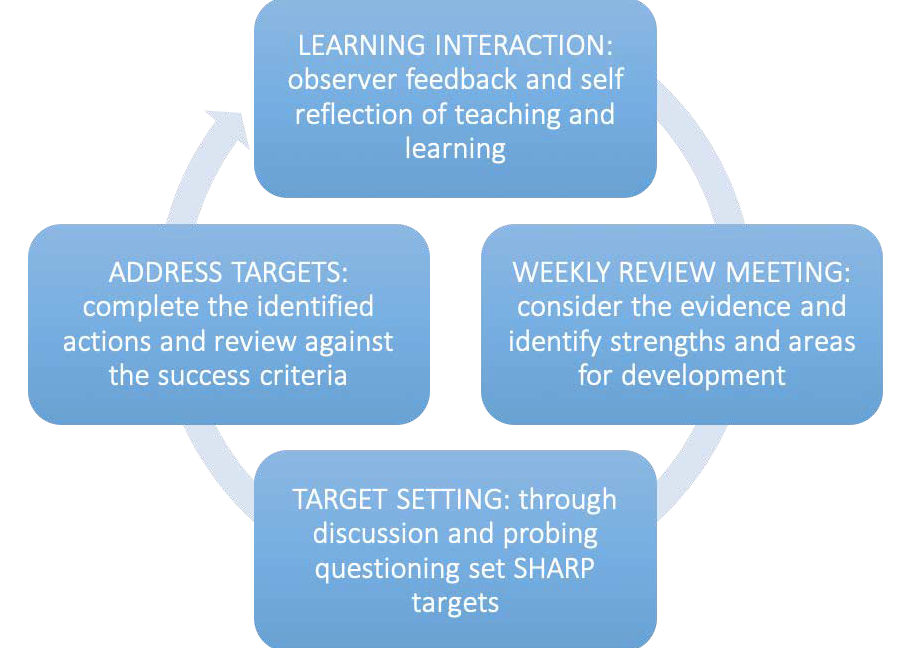 LEARNING INTERACTION:
observer feedback and self
reflection of teaching and
learning
WEEKLY REVIEW MEETING:
consider the evidence and
identify strengths and areas
for development
TARGET SETTING: through
discussion and probing
questioning set SHARP
targets
ADDRESS TARGETS:
complete the identified
actions and review against
the success criteria